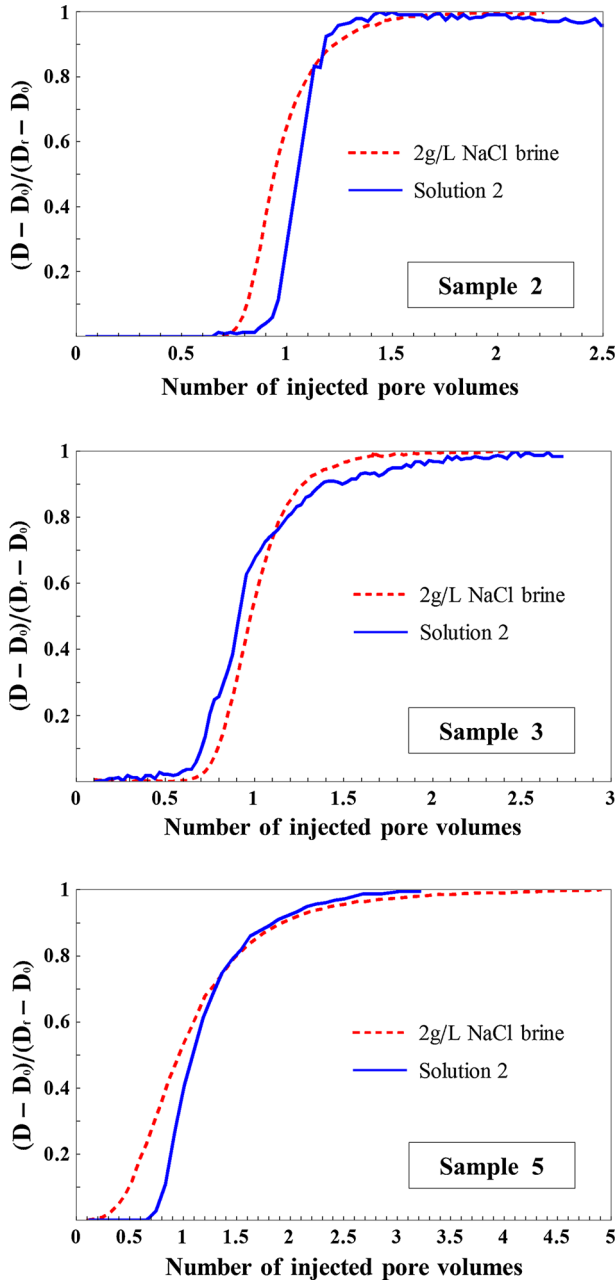 1
0.8
0.6
0.4
0.2
(D − D₀)/(Df − D₀)
2g/L NaCl brine
Solution 2
Sample 2
0 0.5 1 1.5 2 2.5
Number of injected pore volumes
1
0.8
0.6
0.4
0.2
(D − D₀)/(Df − D₀)
2g/L NaCl brine
Solution 2
Sample 3
0 0.5 1 1.5 2 2.5 3
Number of injected pore volumes
1
0.8
0.6
0.4
0.2
(D − D₀)/(Df − D₀)
2g/L NaCl brine
Solution 2
Sample 5
0 0.5 1 1.5 2 2.5 3 3.5 4 4.5 5
Number of injected pore volumes